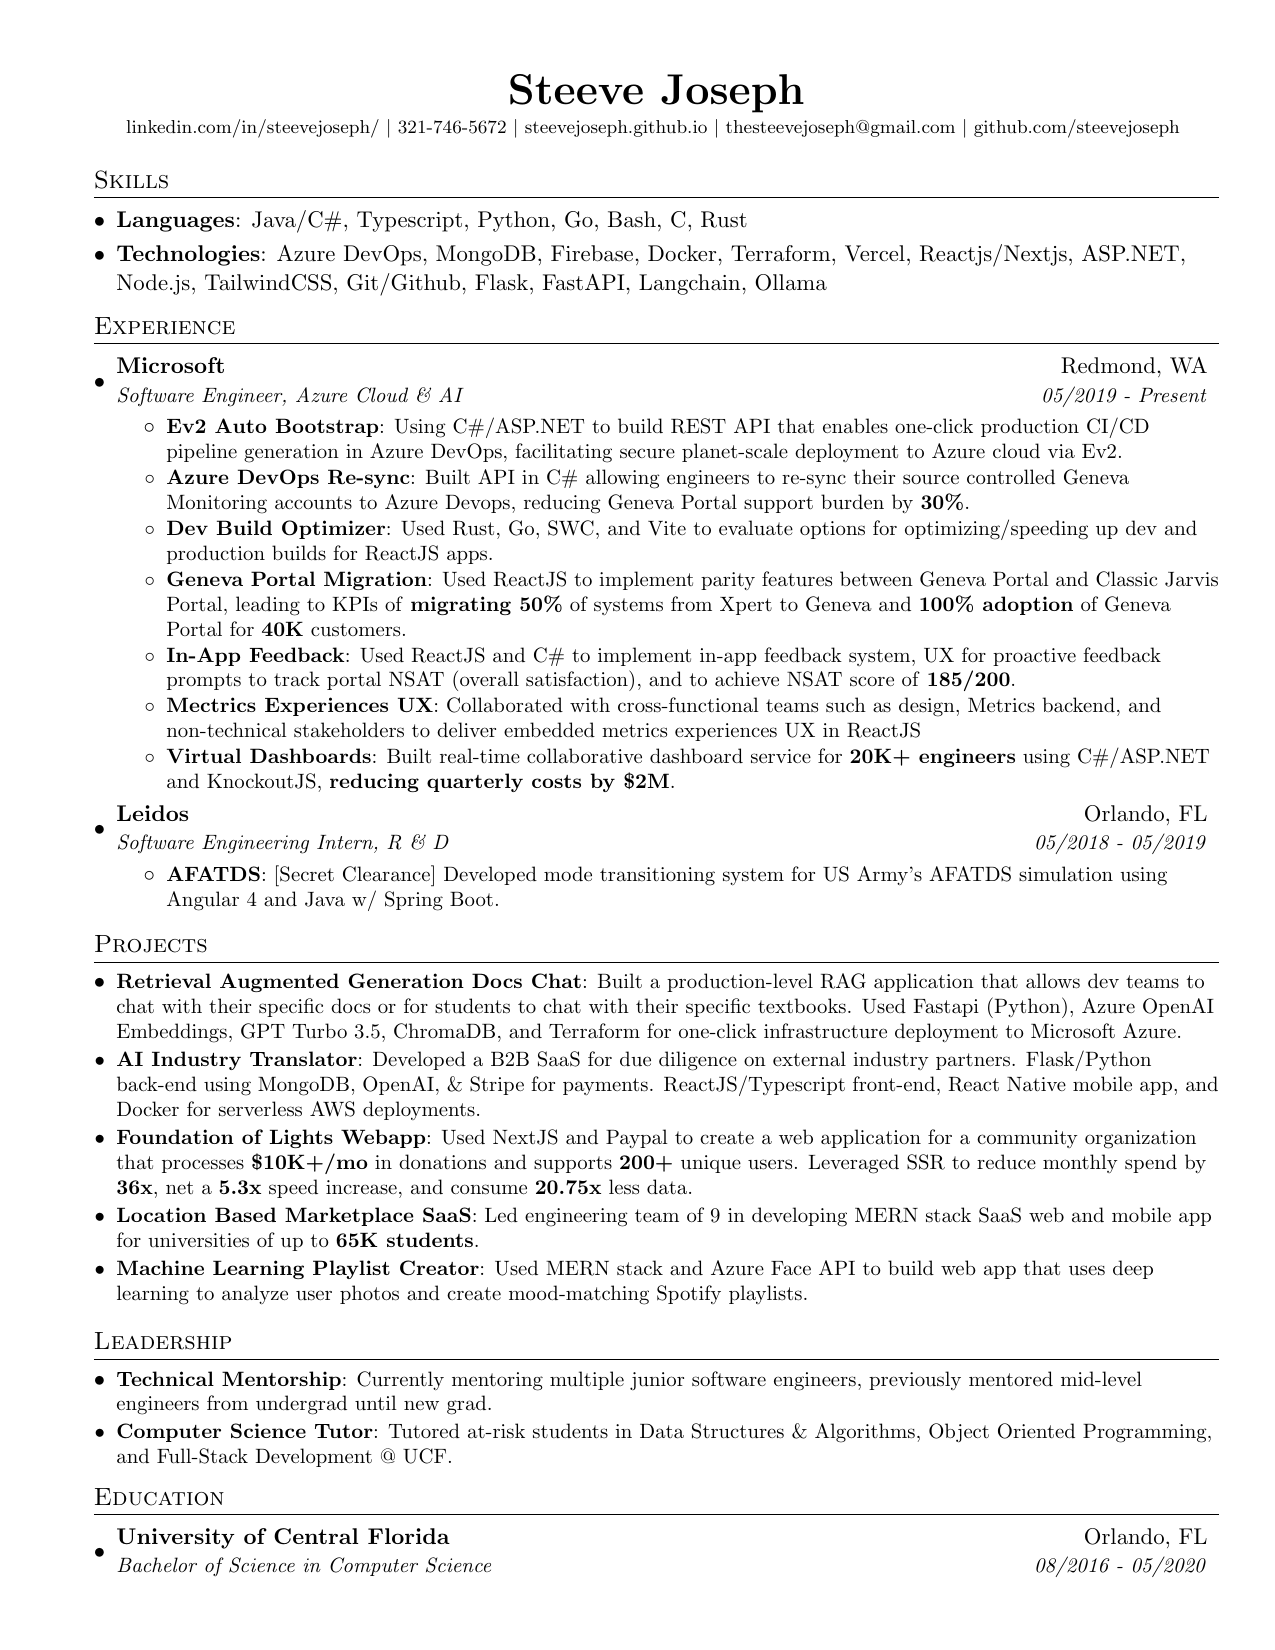 Steeve Joseph
linkedin.com/in/steevejoseph/ | 321-746-5672 | steevejoseph.github.io | thesteevejoseph@gmail.com | github.com/steevejoseph
Skills
• Languages: Java/C#, Typescript, Python, Go, Bash, C, Rust
• Technologies: Azure DevOps, MongoDB, Firebase, Docker, Terraform, Vercel, Reactjs/Nextjs, ASP.NET,
Node.js, TailwindCSS, Git/Github, Flask, FastAPI, Langchain, Ollama
Experience
• Microsoft Redmond, WA
Software Engineer, Azure Cloud & AI 05/2019 - Present
○ Ev2 Auto Bootstrap: Using C#/ASP.NET to build REST API that enables one-click production CI/CD
pipeline generation in Azure DevOps, facilitating secure planet-scale deployment to Azure cloud via Ev2.
○ Azure DevOps Re-sync: Built API in C# allowing engineers to re-sync their source controlled Geneva
Monitoring accounts to Azure Devops, reducing Geneva Portal support burden by 30%.
○ Dev Build Optimizer: Used Rust, Go, SWC, and Vite to evaluate options for optimizing/speeding up dev and
production builds for ReactJS apps.
○ Geneva Portal Migration: Used ReactJS to implement parity features between Geneva Portal and Classic Jarvis
Portal, leading to KPIs of migrating 50% of systems from Xpert to Geneva and 100% adoption of Geneva
Portal for 40K customers.
○ In-App Feedback: Used ReactJS and C# to implement in-app feedback system, UX for proactive feedback
prompts to track portal NSAT (overall satisfaction), and to achieve NSAT score of 185/200.
○ Mectrics Experiences UX: Collaborated with cross-functional teams such as design, Metrics backend, and
non-technical stakeholders to deliver embedded metrics experiences UX in ReactJS
○ Virtual Dashboards: Built real-time collaborative dashboard service for 20K+ engineers using C#/ASP.NET
and KnockoutJS, reducing quarterly costs by $2M.
• Leidos Orlando, FL
Software Engineering Intern, R & D 05/2018 - 05/2019
○ AFATDS: [Secret Clearance] Developed mode transitioning system for US Army's AFATDS simulation using
Angular 4 and Java w/ Spring Boot.
Projects
• Retrieval Augmented Generation Docs Chat: Built a production-level RAG application that allows dev teams to
chat with their specific docs or for students to chat with their specific textbooks. Used Fastapi (Python), Azure OpenAI
Embeddings, GPT Turbo 3.5, ChromaDB, and Terraform for one-click infrastructure deployment to Microsoft Azure.
• AI Industry Translator: Developed a B2B SaaS for due diligence on external industry partners. Flask/Python
back-end using MongoDB, OpenAI, & Stripe for payments. ReactJS/Typescript front-end, React Native mobile app, and
Docker for serverless AWS deployments.
• Foundation of Lights Webapp: Used NextJS and Paypal to create a web application for a community organization
that processes $10K+/mo in donations and supports 200+ unique users. Leveraged SSR to reduce monthly spend by
36x, net a 5.3x speed increase, and consume 20.75x less data.
• Location Based Marketplace SaaS: Led engineering team of 9 in developing MERN stack SaaS web and mobile app
for universities of up to 65K students.
• Machine Learning Playlist Creator: Used MERN stack and Azure Face API to build web app that uses deep
learning to analyze user photos and create mood-matching Spotify playlists.
Leadership
• Technical Mentorship: Currently mentoring multiple junior software engineers, previously mentored mid-level
engineers from undergrad until new grad.
• Computer Science Tutor: Tutored at-risk students in Data Structures & Algorithms, Object Oriented Programming,
and Full-Stack Development @ UCF.
Education
• University of Central Florida Orlando, FL
Bachelor of Science in Computer Science 08/2016 - 05/2020